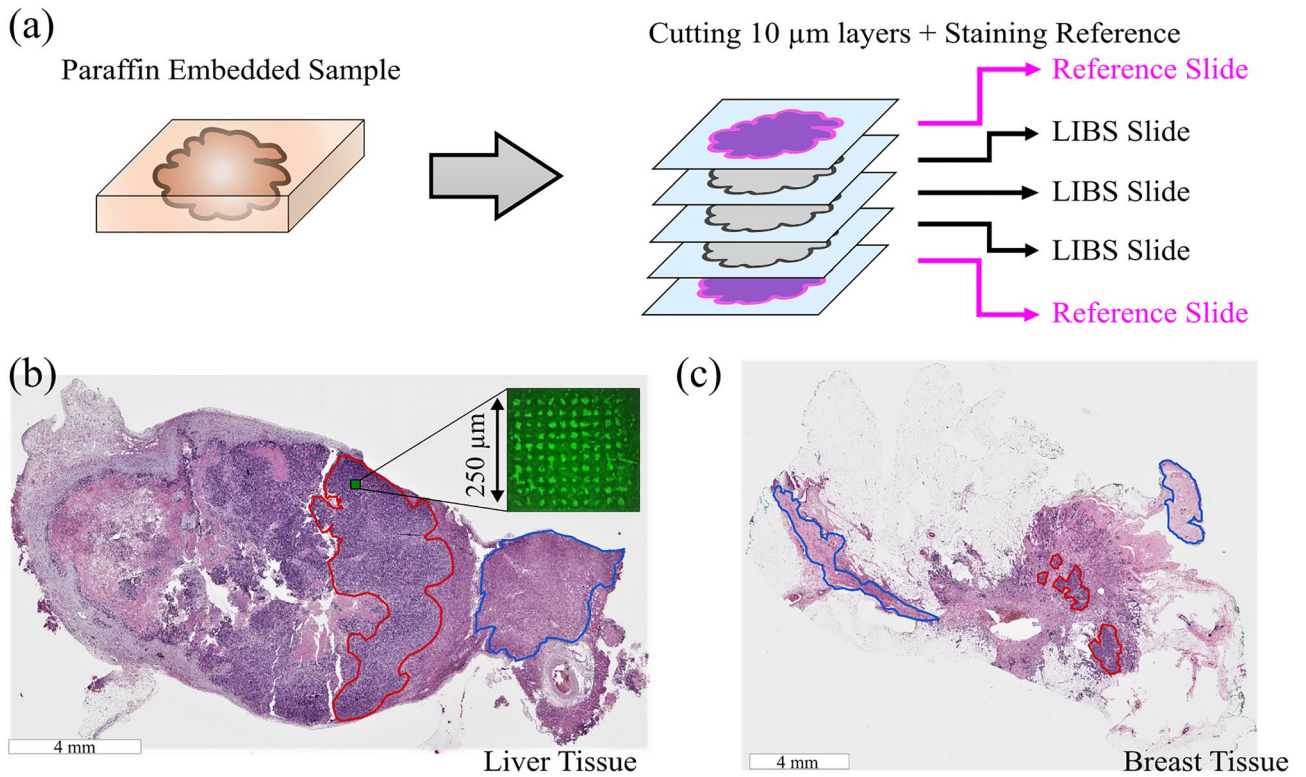 (a)
Paraffin Embedded Sample
Cutting 10 µm layers + Staining Reference
Reference Slide
LIBS Slide
LIBS Slide
LIBS Slide
Reference Slide
(b)
250 µm
4 mm
Liver Tissue
(c)
4 mm
Breast Tissue